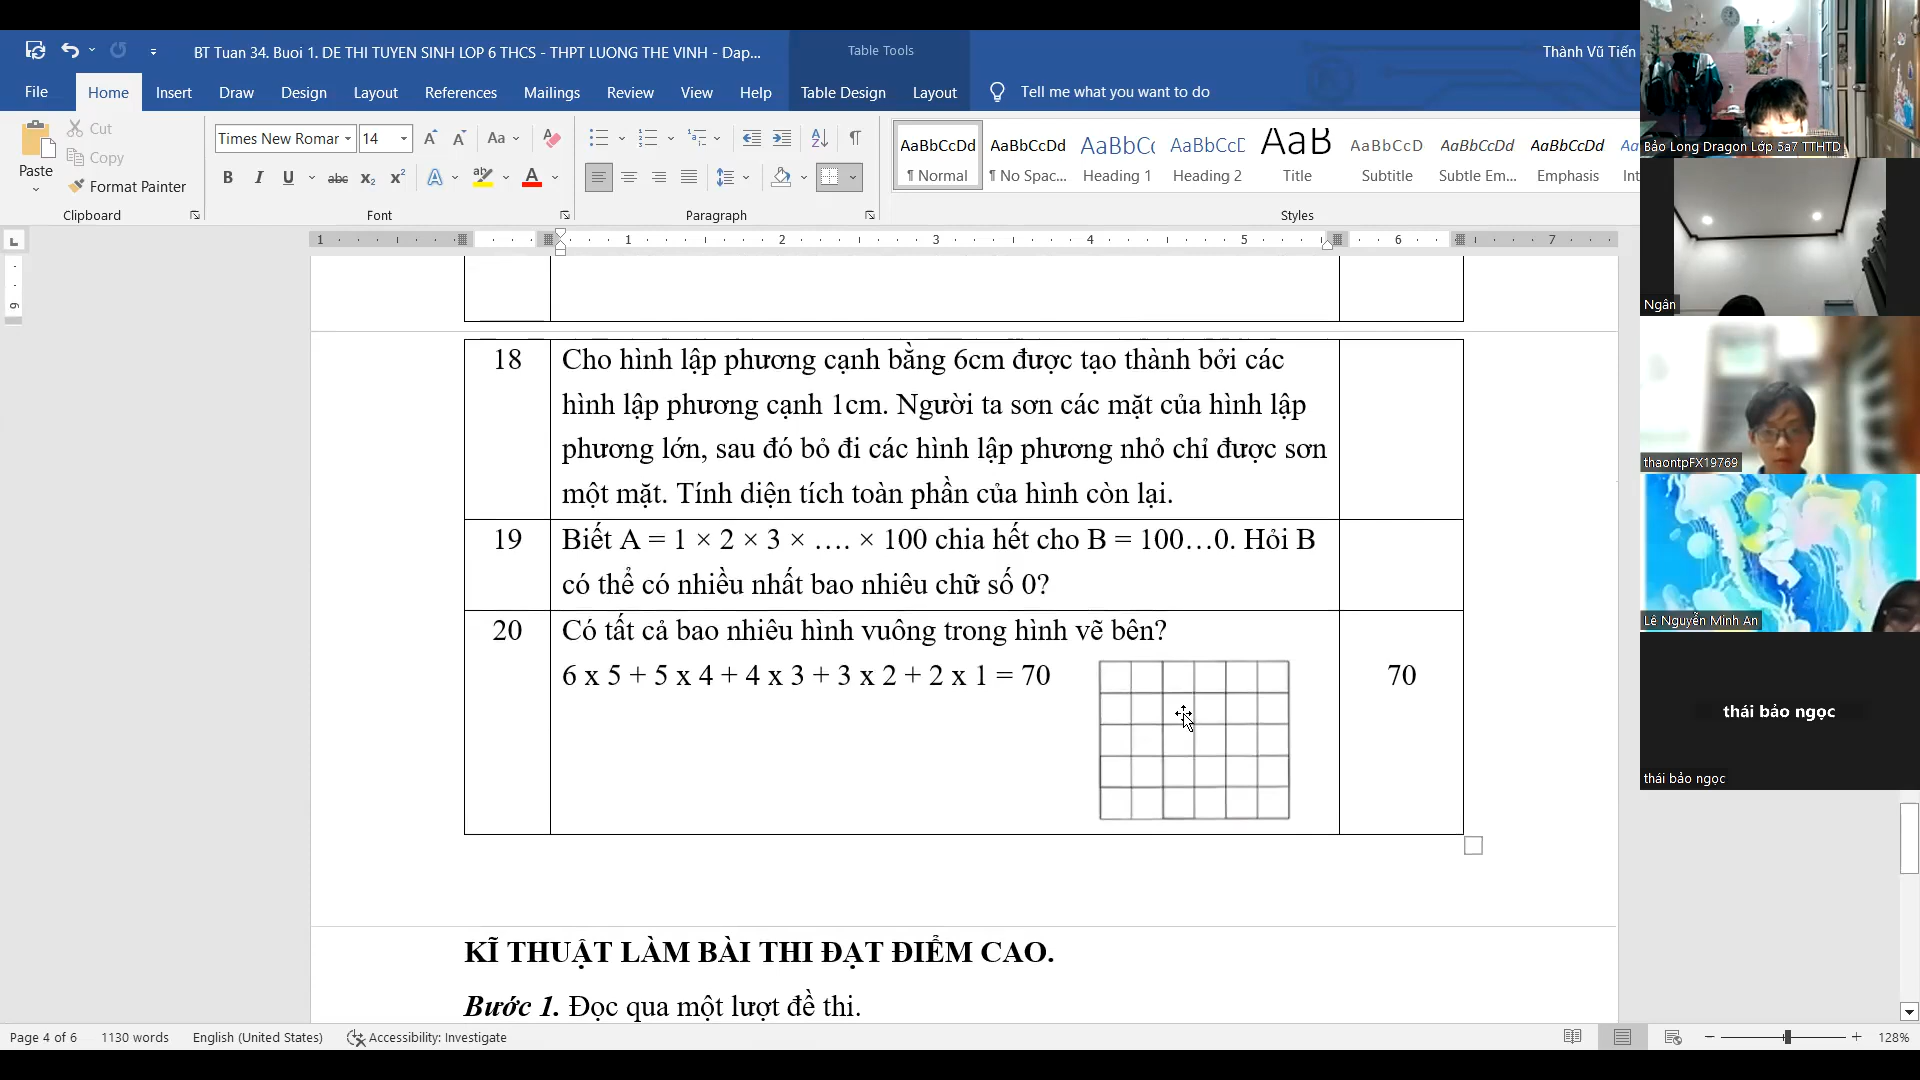 BT Tuan 34. Buoi 1. DE THI TUYEN SINH LOP 6 THCS - THPT LUONG THE VINH - Dap...
Table Tools
Thành Vũ Tiến
File Home Insert Draw Design Layout References Mailings Review View Help Table Design Layout Tell me what you want to do
Paste
Cut
Copy
Format Painter
Clipboard
Times New Romar 14
Font
Paragraph
AaBbCcDd AaBbCcDd AaBbCc AaBbCcD AaB AaBbCcD AaBbCcDd AaBbCcDd
¶ Normal ¶ No Spac... Heading 1 Heading 2 Title Subtitle Subtle Em... Emphasis Int
Styles
1 1 2 3 4 5 6 7
18
Cho hình lập phương cạnh bằng 6cm được tạo thành bởi các
hình lập phương cạnh 1cm. Người ta sơn các mặt của hình lập
phương lớn, sau đó bỏ đi các hình lập phương nhỏ chỉ được sơn
một mặt. Tính diện tích toàn phần của hình còn lại.
19
Biết A = 1 × 2 × 3 × …. × 100 chia hết cho B = 100…0. Hỏi B
có thể có nhiều nhất bao nhiêu chữ số 0?
20
Có tất cả bao nhiêu hình vuông trong hình vẽ bên?
6 x 5 + 5 x 4 + 4 x 3 + 3 x 2 + 2 x 1 = 70
70
KĨ THUẬT LÀM BÀI THI ĐẠT ĐIỂM CAO.
Bước 1. Đọc qua một lượt đề thi.
Page 4 of 6 1130 words English (United States) Accessibility: Investigate 128%
Bảo Long Dragon Lớp 5a7 TTHTD
Ngân
thaontpFX19769
Lê Nguyễn Minh An
thái bảo ngọc
thái bảo ngọc